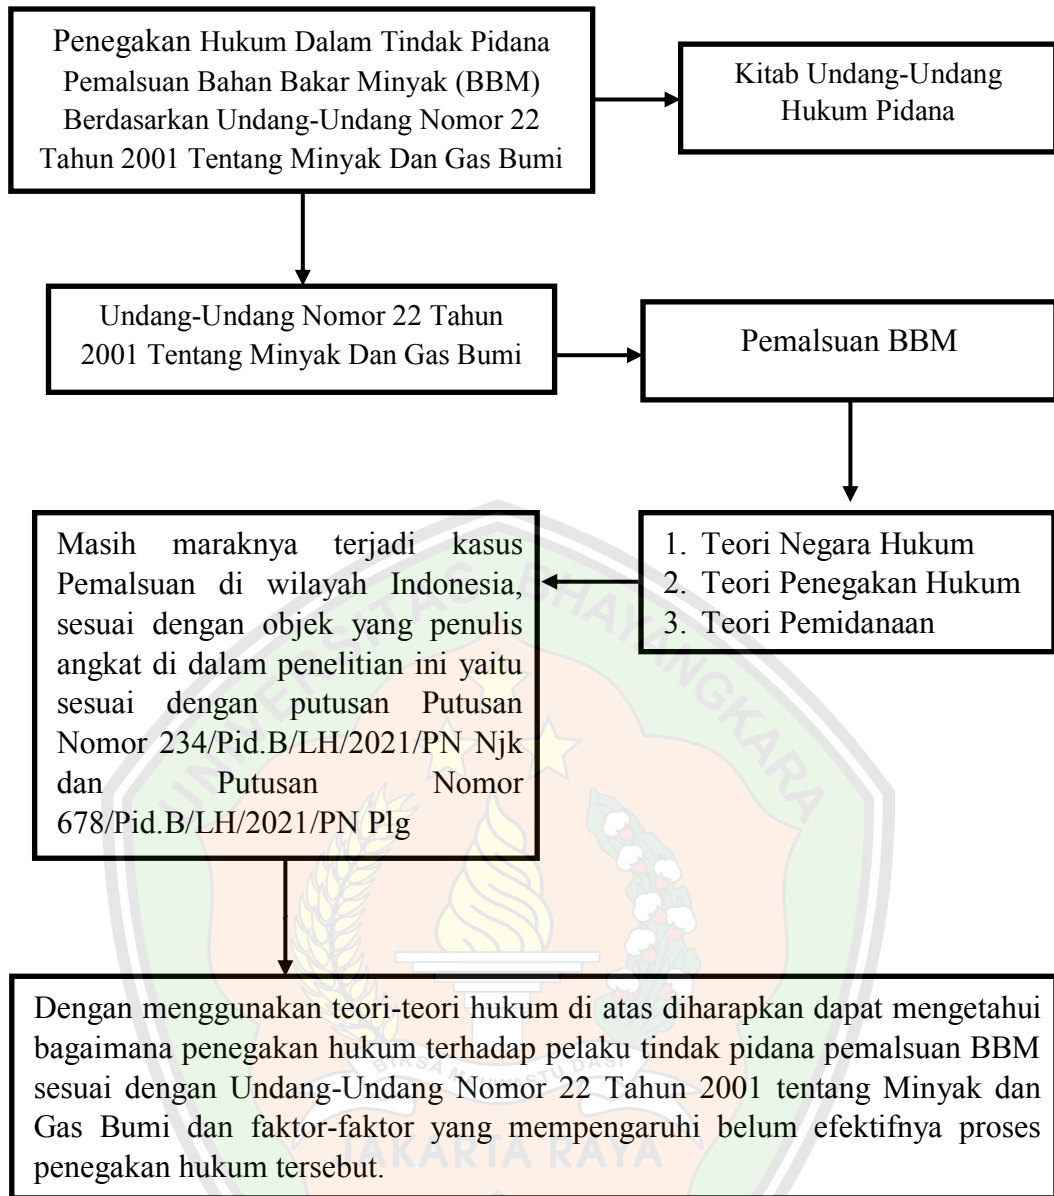 Penegakan Hukum Dalam Tindak Pidana
Pemalsuan Bahan Bakar Minyak (BBM)
Berdasarkan Undang-Undang Nomor 22
Tahun 2001 Tentang Minyak Dan Gas Bumi
Kitab Undang-Undang
Hukum Pidana
Undang-Undang Nomor 22 Tahun
2001 Tentang Minyak Dan Gas Bumi
Pemalsuan BBM
1. Teori Negara Hukum
2. Teori Penegakan Hukum
3. Teori Pemidanaan
Masih maraknya terjadi kasus
Pemalsuan di wilayah Indonesia,
sesuai dengan objek yang penulis
angkat di dalam penelitian ini yaitu
sesuai dengan putusan Putusan
Nomor 234/Pid.B/LH/2021/PN Njk
dan Putusan Nomor
678/Pid.B/LH/2021/PN Plg
Dengan menggunakan teori-teori hukum di atas diharapkan dapat mengetahui
bagaimana penegakan hukum terhadap pelaku tindak pidana pemalsuan BBM
sesuai dengan Undang-Undang Nomor 22 Tahun 2001 tentang Minyak dan
Gas Bumi dan faktor-faktor yang mempengaruhi belum efektifnya proses
penegakan hukum tersebut.
UNIVERSITAS BHAYANGKARA
JAKARTA RAYA